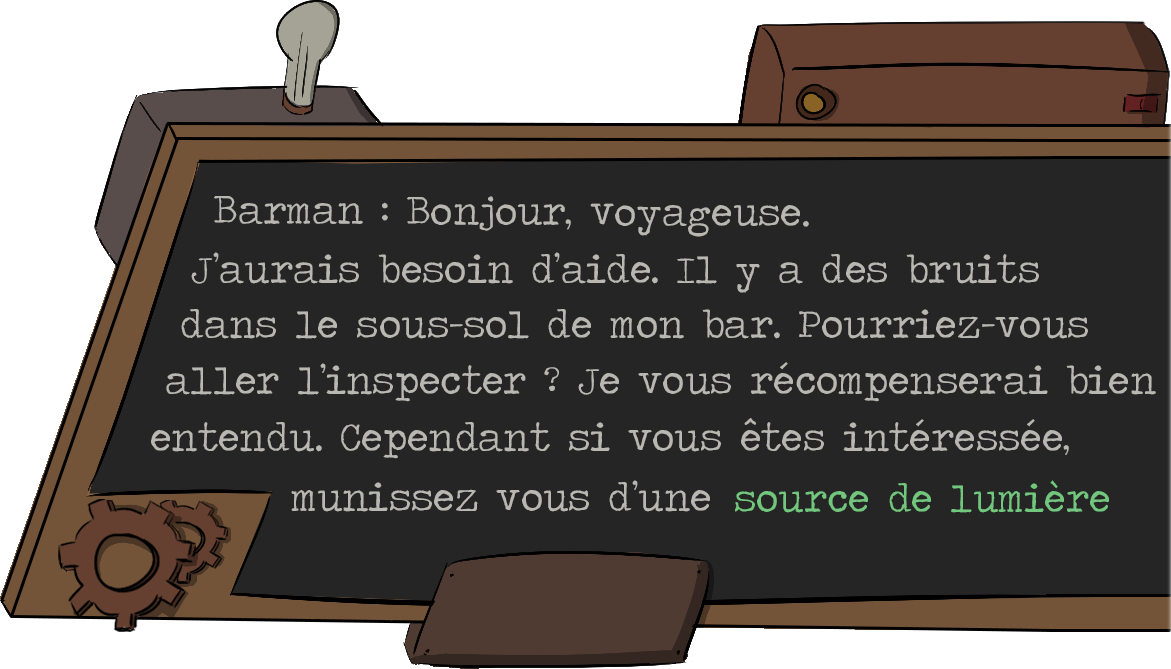 Barman : Bonjour, voyageuse.
J'aurais besoin d'aide. Il y a des bruits
dans le sous-sol de mon bar. Pourriez-vous
aller l'inspecter ? Je vous récompenserai bien
entendu. Cependant si vous êtes intéressée,
munissez vous d'une source de lumière